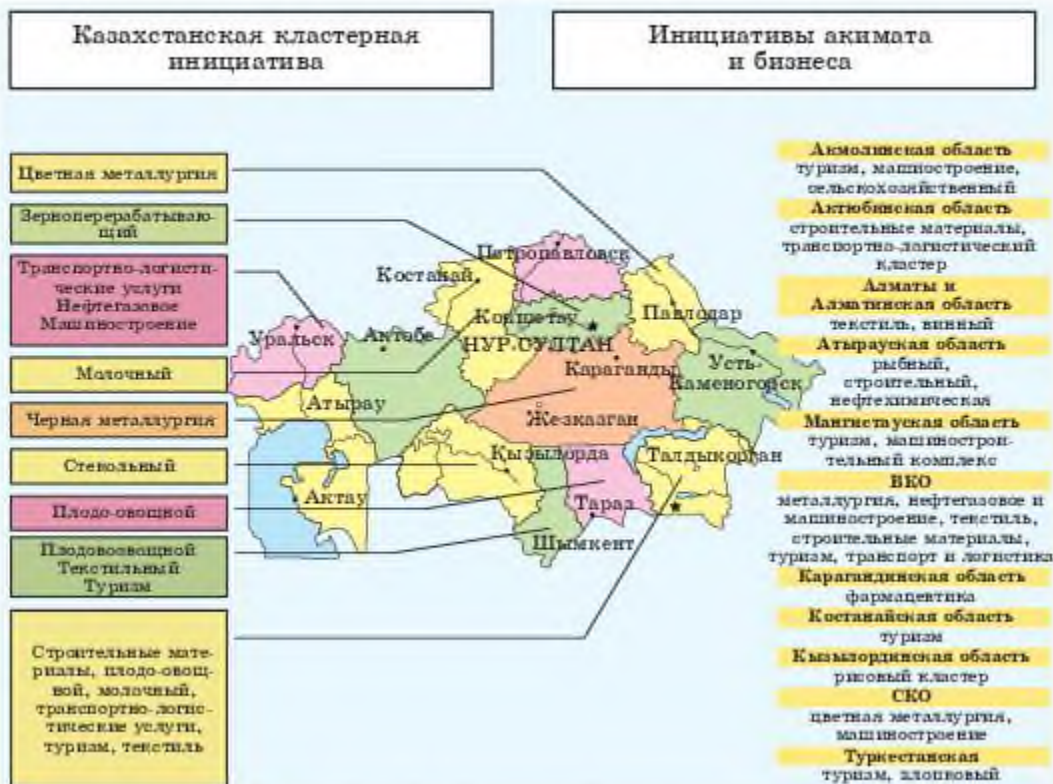 Казахстанская кластерная
инициатива
Инициативы акимата
и бизнеса
Цветная металлургия
Зерноперерабатываю-
щий
Транспортно-логисти-
ческие услуги
Нефтегазовое
Машиностроение
Молочный
Черная металлургия
Стекольный
Плодо-овощной
Плодовоовощной
Текстильный
Туризм
Строительные мате-
риалы, плодо-овощ-
ной, молочный,
транспортно-логис-
тические услуги,
туризм, текстиль
Петропавловск
Костанай
Кокшетау
Павлодар
Уральск
Актобе
НУР-СУЛТАН
Караганды
Усть-
Каменогорск
Атырау
Жезказган
Кызылорда
Талдыкорган
Актау
Тараз
Шымкент
Акмолинская область
туризм, машиностроение,
сельскохозяйственный
Актюбинская область
строительные материалы,
транспортно-логистический
кластер
Алматы и
Алматинская область
текстиль, винный
Атырауская область
рыбный,
строительный,
нефтехимическая
Мангистауская область
туризм, машинострои-
тельный комплекс
ВКО
металлургия, нефтегазовое и
машиностроение, текстиль,
строительные материалы,
туризм, транспорт и логистика
Карагандинская область
фармацевтика
Костанайская область
туризм
Кызылординская область
рисовый кластер
СКО
цветная металлургия,
машиностроение
Туркестанская
туризм, хлопковый